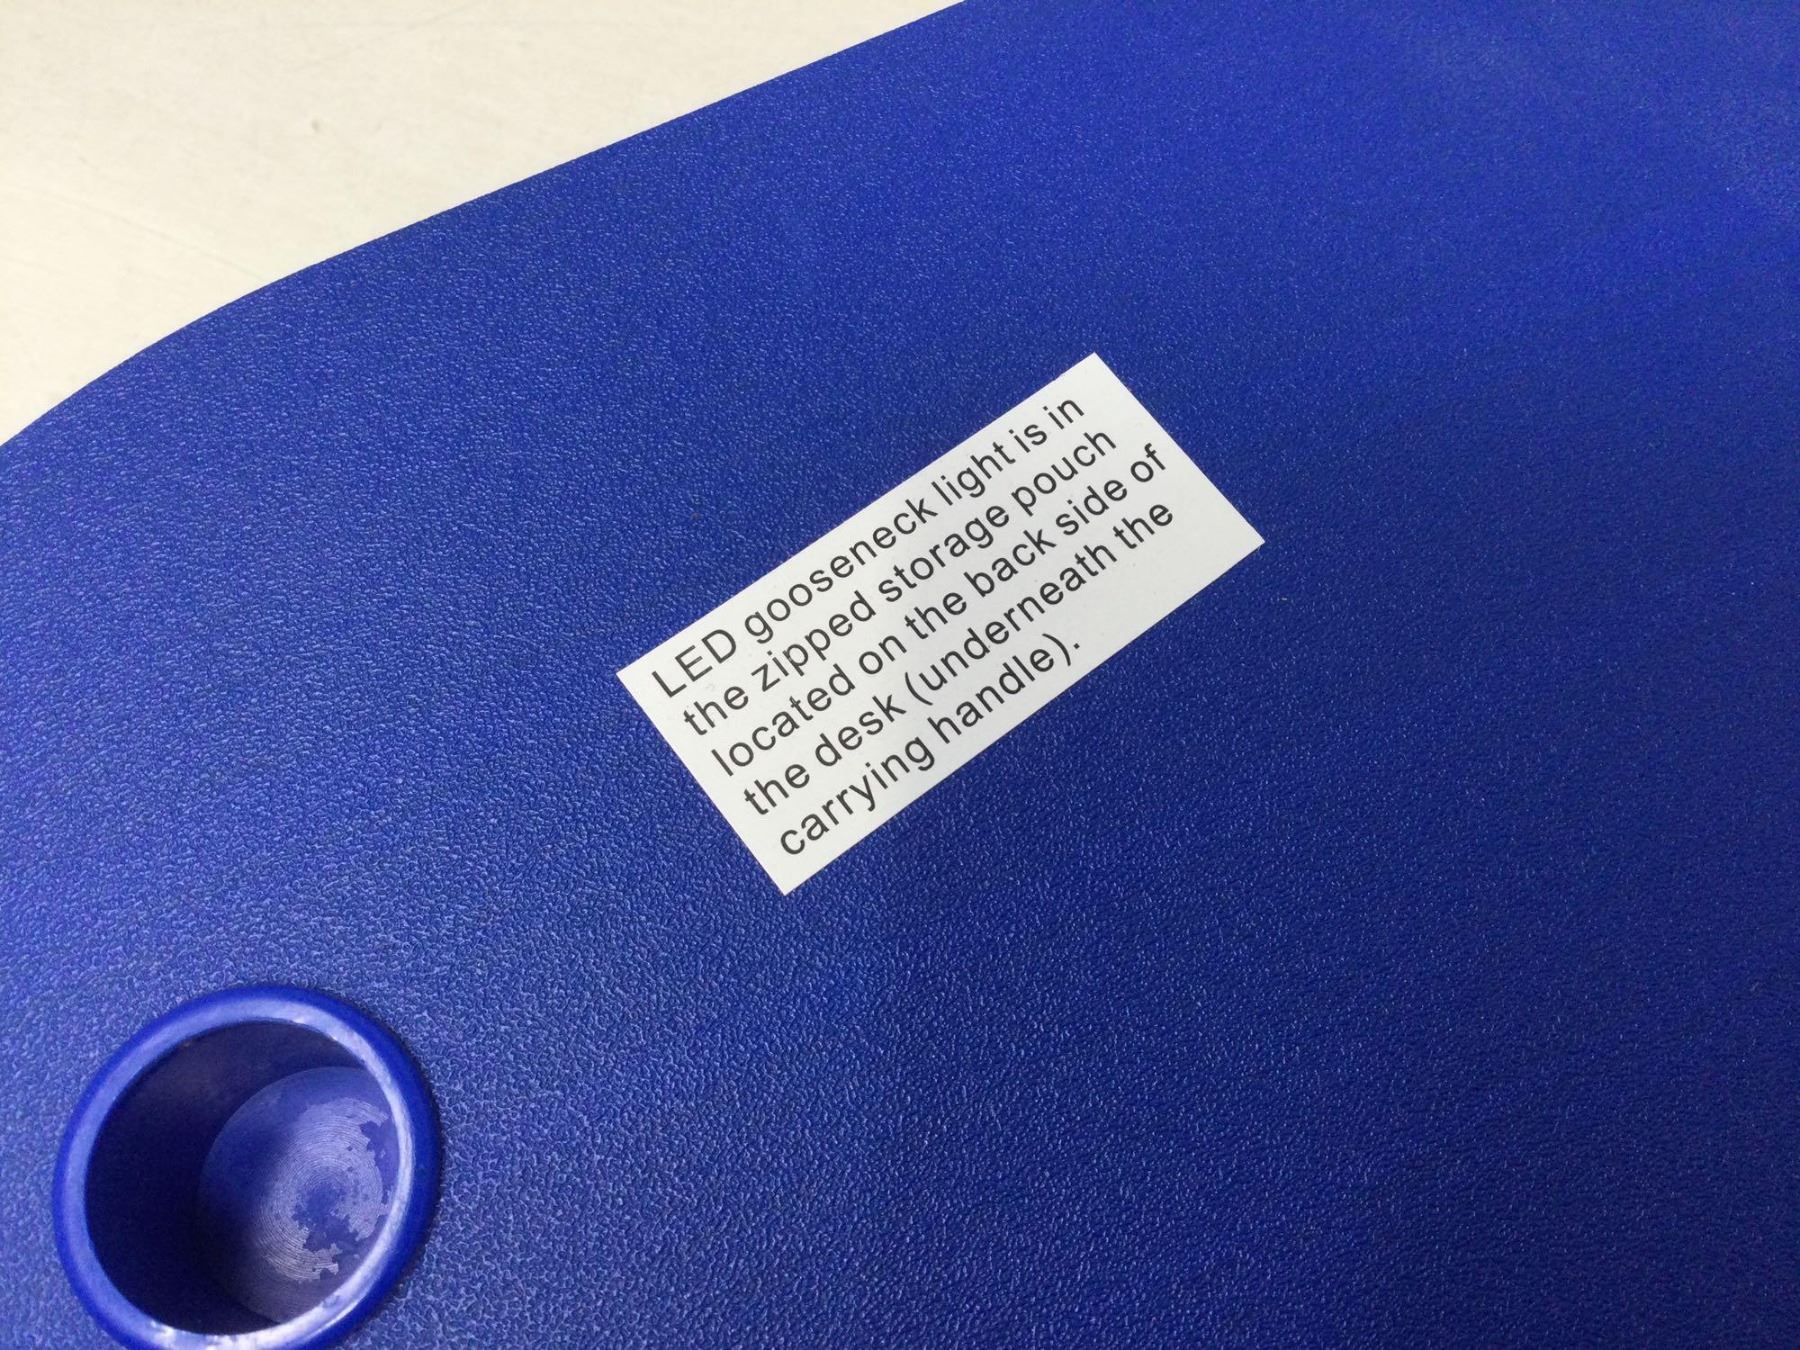 LED gooseneck light is in
the zipped storage pouch
located on the back side of
the desk (underneath the
carrying handle).